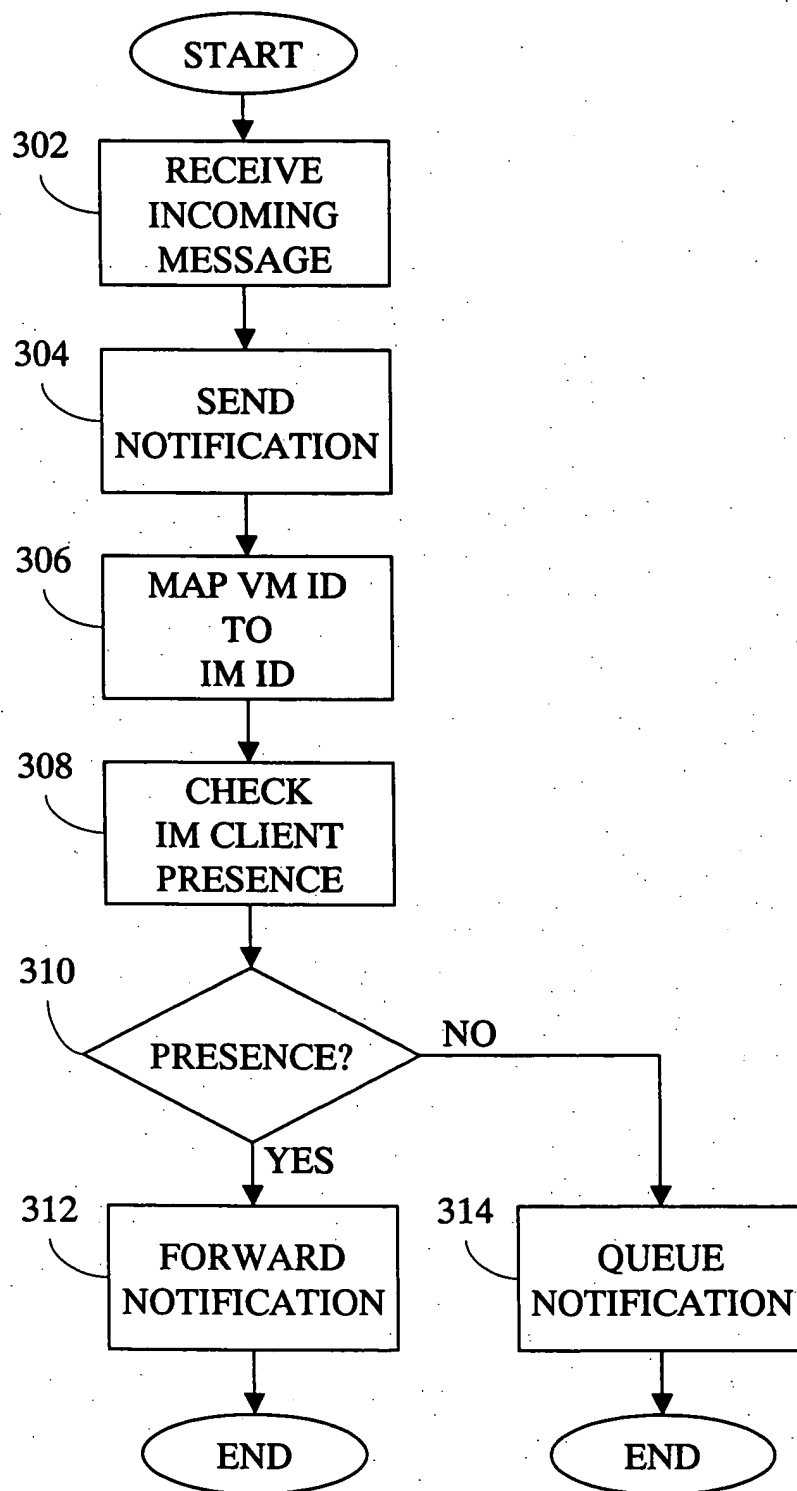 START
302
RECEIVE
INCOMING
MESSAGE
304
SEND
NOTIFICATION
306
MAP VM ID
TO
IM ID
308
CHECK
IM CLIENT
PRESENCE
310
PRESENCE?
NO
YES
312
FORWARD
NOTIFICATION
314
QUEUE
NOTIFICATION
END
END